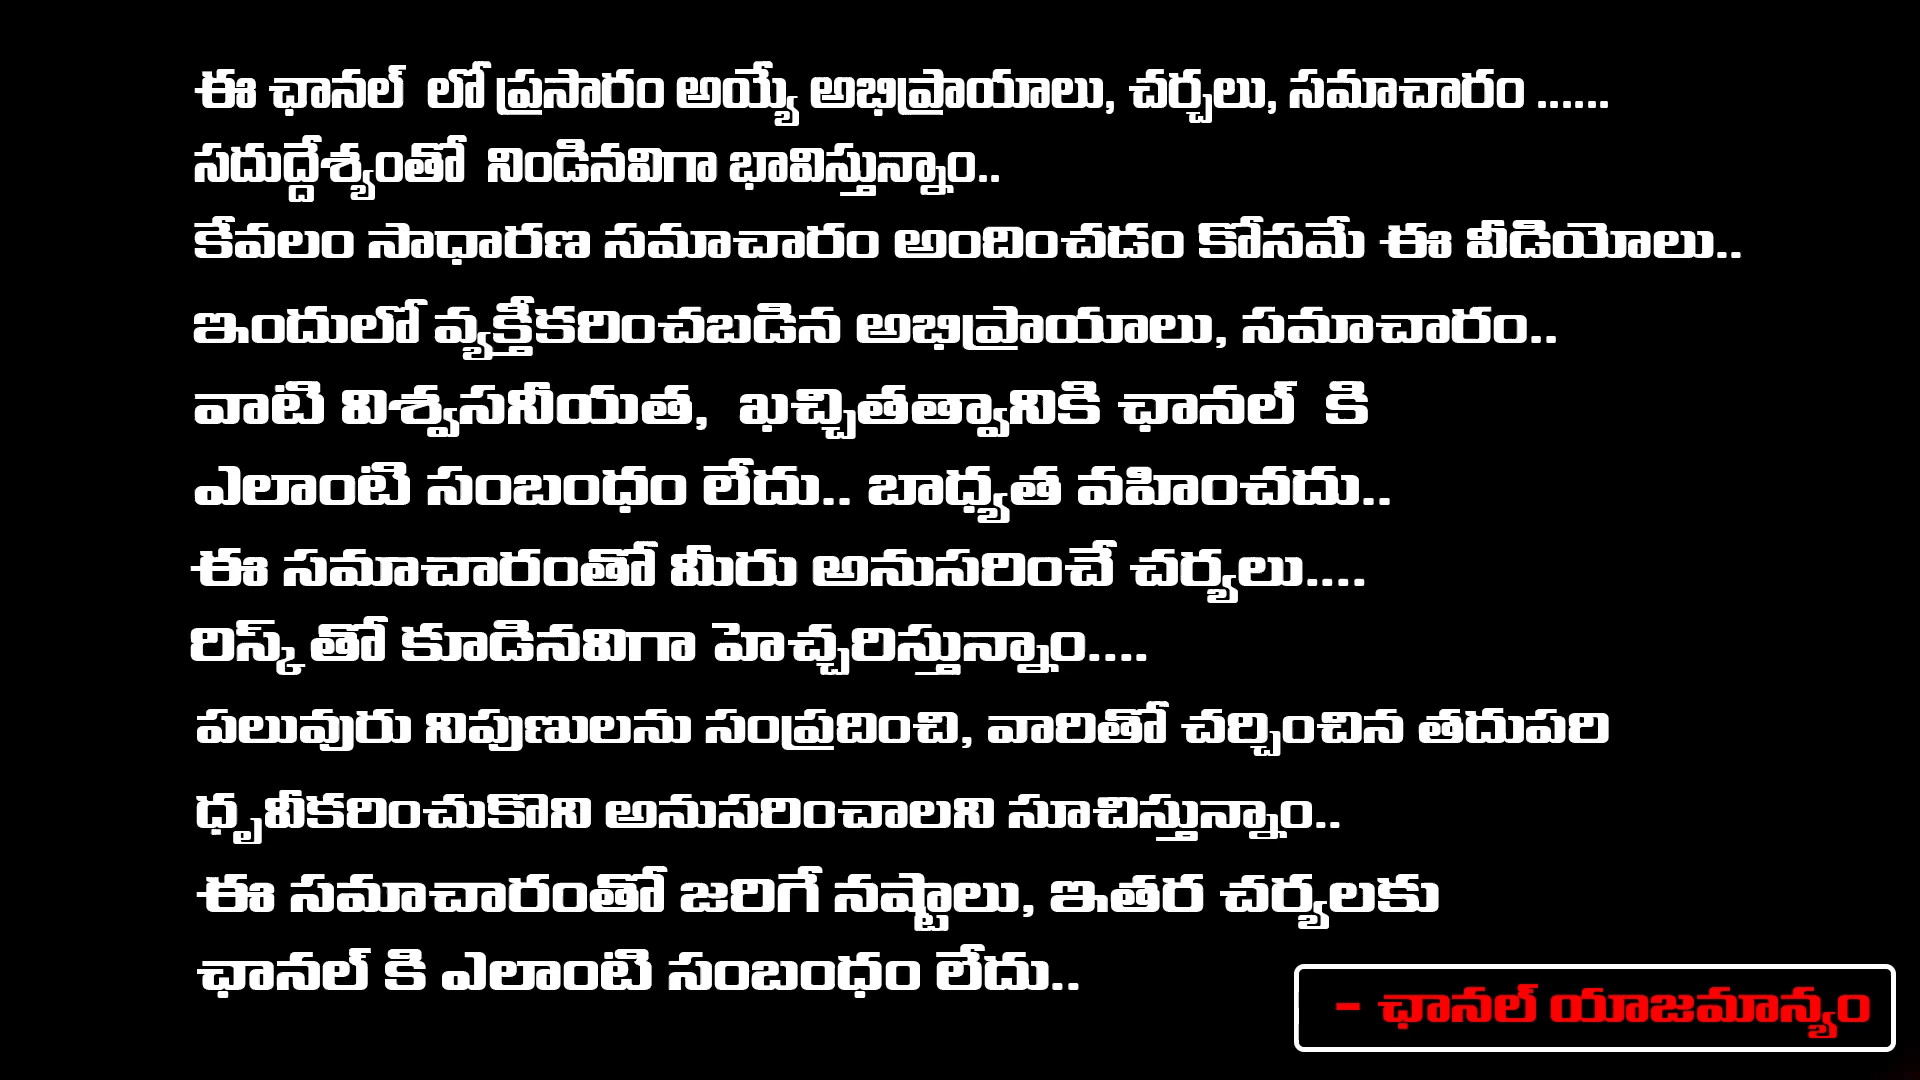 ఈ ఛానల్ లో ప్రసారం అయ్యే అభిప్రాయాలు, చర్చలు, సమాచారం ......
సదుద్దేశ్యంతో నిండినవిగా భావిస్తున్నాం..
కేవలం సాధారణ సమాచారం అందించడం కోసమే ఈ వీడియోలు..
ఇందులో వ్యక్తీకరించబడిన అభిప్రాయాలు, సమాచారం..
వాటి విశ్వసనీయత, ఖచ్చితత్వానికి ఛానల్ కి
ఎలాంటి సంబంధం లేదు.. బాధ్యత వహించదు..
ఈ సమాచారంతో మీరు అనుసరించే చర్యలు....
రిస్క్ తో కూడినవిగా హెచ్చరిస్తున్నాం....
పలువురు నిపుణులను సంప్రదించి, వారితో చర్చించిన తదుపరి
ధృవీకరించుకొని అనుసరించాలని సూచిస్తున్నాం..
ఈ సమాచారంతో జరిగే నష్టాలు, ఇతర చర్యలకు
ఛానల్ కి ఎలాంటి సంబంధం లేదు..
- ఛానల్ యాజమాన్యం